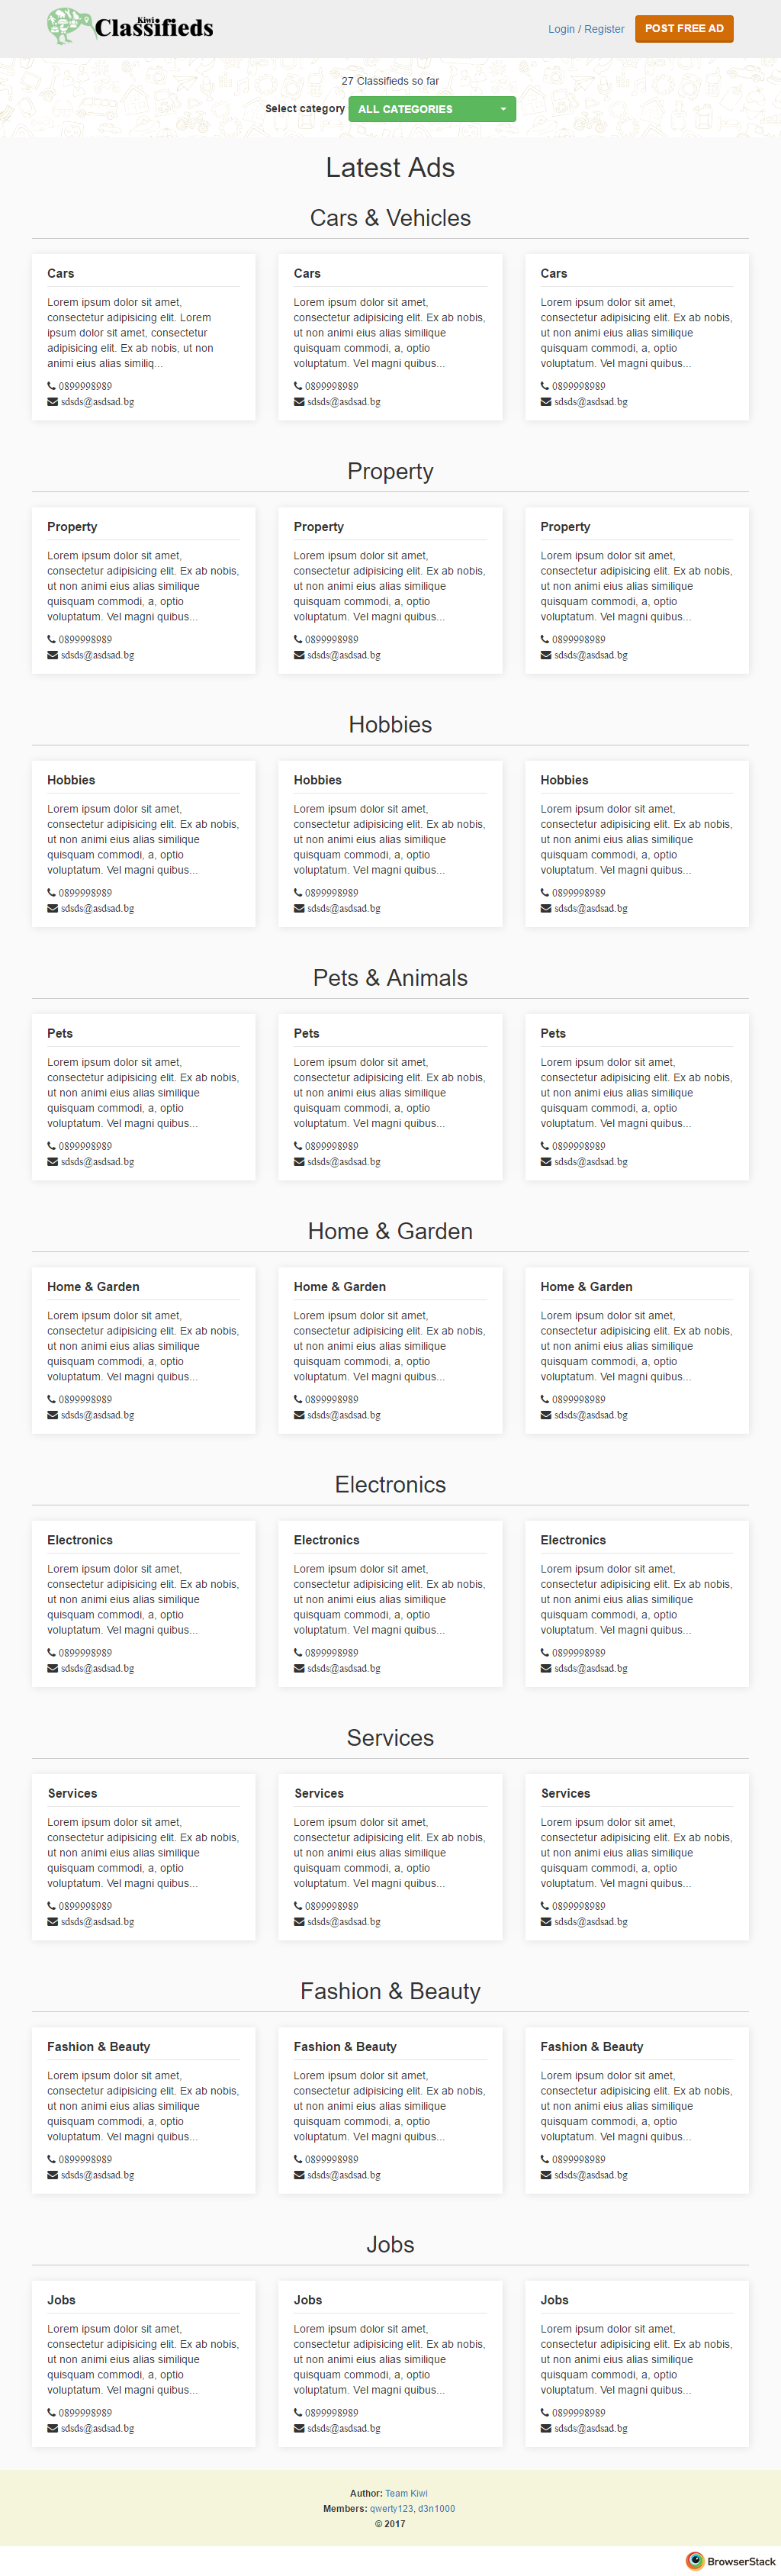 Kiwi
Classifieds
Login / Register
POST FREE AD
27 Classifieds so far
Select category ALL CATEGORIES
Latest Ads
Cars & Vehicles
Cars
Lorem ipsum dolor sit amet,
consectetur adipisicing elit. Lorem
ipsum dolor sit amet, consectetur
adipisicing elit. Ex ab nobis, ut non
animi eius alias similiq...
0899998989
sdsds@asdsad.bg
Cars
Lorem ipsum dolor sit amet,
consectetur adipisicing elit. Ex ab nobis,
ut non animi eius alias similique
quisquam commodi, a, optio
voluptatum. Vel magni quibus...
0899998989
sdsds@asdsad.bg
Cars
Lorem ipsum dolor sit amet,
consectetur adipisicing elit. Ex ab nobis,
ut non animi eius alias similique
quisquam commodi, a, optio
voluptatum. Vel magni quibus...
0899998989
sdsds@asdsad.bg
Property
Property
Lorem ipsum dolor sit amet,
consectetur adipisicing elit. Ex ab nobis,
ut non animi eius alias similique
quisquam commodi, a, optio
voluptatum. Vel magni quibus...
0899998989
sdsds@asdsad.bg
Property
Lorem ipsum dolor sit amet,
consectetur adipisicing elit. Ex ab nobis,
ut non animi eius alias similique
quisquam commodi, a, optio
voluptatum. Vel magni quibus...
0899998989
sdsds@asdsad.bg
Property
Lorem ipsum dolor sit amet,
consectetur adipisicing elit. Ex ab nobis,
ut non animi eius alias similique
quisquam commodi, a, optio
voluptatum. Vel magni quibus...
0899998989
sdsds@asdsad.bg
Hobbies
Hobbies
Lorem ipsum dolor sit amet,
consectetur adipisicing elit. Ex ab nobis,
ut non animi eius alias similique
quisquam commodi, a, optio
voluptatum. Vel magni quibus...
0899998989
sdsds@asdsad.bg
Hobbies
Lorem ipsum dolor sit amet,
consectetur adipisicing elit. Ex ab nobis,
ut non animi eius alias similique
quisquam commodi, a, optio
voluptatum. Vel magni quibus...
0899998989
sdsds@asdsad.bg
Hobbies
Lorem ipsum dolor sit amet,
consectetur adipisicing elit. Ex ab nobis,
ut non animi eius alias similique
quisquam commodi, a, optio
voluptatum. Vel magni quibus...
0899998989
sdsds@asdsad.bg
Pets & Animals
Pets
Lorem ipsum dolor sit amet,
consectetur adipisicing elit. Ex ab nobis,
ut non animi eius alias similique
quisquam commodi, a, optio
voluptatum. Vel magni quibus...
0899998989
sdsds@asdsad.bg
Pets
Lorem ipsum dolor sit amet,
consectetur adipisicing elit. Ex ab nobis,
ut non animi eius alias similique
quisquam commodi, a, optio
voluptatum. Vel magni quibus...
0899998989
sdsds@asdsad.bg
Pets
Lorem ipsum dolor sit amet,
consectetur adipisicing elit. Ex ab nobis,
ut non animi eius alias similique
quisquam commodi, a, optio
voluptatum. Vel magni quibus...
0899998989
sdsds@asdsad.bg
Home & Garden
Home & Garden
Lorem ipsum dolor sit amet,
consectetur adipisicing elit. Ex ab nobis,
ut non animi eius alias similique
quisquam commodi, a, optio
voluptatum. Vel magni quibus...
0899998989
sdsds@asdsad.bg
Home & Garden
Lorem ipsum dolor sit amet,
consectetur adipisicing elit. Ex ab nobis,
ut non animi eius alias similique
quisquam commodi, a, optio
voluptatum. Vel magni quibus...
0899998989
sdsds@asdsad.bg
Home & Garden
Lorem ipsum dolor sit amet,
consectetur adipisicing elit. Ex ab nobis,
ut non animi eius alias similique
quisquam commodi, a, optio
voluptatum. Vel magni quibus...
0899998989
sdsds@asdsad.bg
Electronics
Electronics
Lorem ipsum dolor sit amet,
consectetur adipisicing elit. Ex ab nobis,
ut non animi eius alias similique
quisquam commodi, a, optio
voluptatum. Vel magni quibus...
0899998989
sdsds@asdsad.bg
Electronics
Lorem ipsum dolor sit amet,
consectetur adipisicing elit. Ex ab nobis,
ut non animi eius alias similique
quisquam commodi, a, optio
voluptatum. Vel magni quibus...
0899998989
sdsds@asdsad.bg
Electronics
Lorem ipsum dolor sit amet,
consectetur adipisicing elit. Ex ab nobis,
ut non animi eius alias similique
quisquam commodi, a, optio
voluptatum. Vel magni quibus...
0899998989
sdsds@asdsad.bg
Services
Services
Lorem ipsum dolor sit amet,
consectetur adipisicing elit. Ex ab nobis,
ut non animi eius alias similique
quisquam commodi, a, optio
voluptatum. Vel magni quibus...
0899998989
sdsds@asdsad.bg
Services
Lorem ipsum dolor sit amet,
consectetur adipisicing elit. Ex ab nobis,
ut non animi eius alias similique
quisquam commodi, a, optio
voluptatum. Vel magni quibus...
0899998989
sdsds@asdsad.bg
Services
Lorem ipsum dolor sit amet,
consectetur adipisicing elit. Ex ab nobis,
ut non animi eius alias similique
quisquam commodi, a, optio
voluptatum. Vel magni quibus...
0899998989
sdsds@asdsad.bg
Fashion & Beauty
Fashion & Beauty
Lorem ipsum dolor sit amet,
consectetur adipisicing elit. Ex ab nobis,
ut non animi eius alias similique
quisquam commodi, a, optio
voluptatum. Vel magni quibus...
0899998989
sdsds@asdsad.bg
Fashion & Beauty
Lorem ipsum dolor sit amet,
consectetur adipisicing elit. Ex ab nobis,
ut non animi eius alias similique
quisquam commodi, a, optio
voluptatum. Vel magni quibus...
0899998989
sdsds@asdsad.bg
Fashion & Beauty
Lorem ipsum dolor sit amet,
consectetur adipisicing elit. Ex ab nobis,
ut non animi eius alias similique
quisquam commodi, a, optio
voluptatum. Vel magni quibus...
0899998989
sdsds@asdsad.bg
Jobs
Jobs
Lorem ipsum dolor sit amet,
consectetur adipisicing elit. Ex ab nobis,
ut non animi eius alias similique
quisquam commodi, a, optio
voluptatum. Vel magni quibus...
0899998989
sdsds@asdsad.bg
Jobs
Lorem ipsum dolor sit amet,
consectetur adipisicing elit. Ex ab nobis,
ut non animi eius alias similique
quisquam commodi, a, optio
voluptatum. Vel magni quibus...
0899998989
sdsds@asdsad.bg
Jobs
Lorem ipsum dolor sit amet,
consectetur adipisicing elit. Ex ab nobis,
ut non animi eius alias similique
quisquam commodi, a, optio
voluptatum. Vel magni quibus...
0899998989
sdsds@asdsad.bg
Author: Team Kiwi
Members: qwerty123, d3n1000
© 2017
BrowserStack